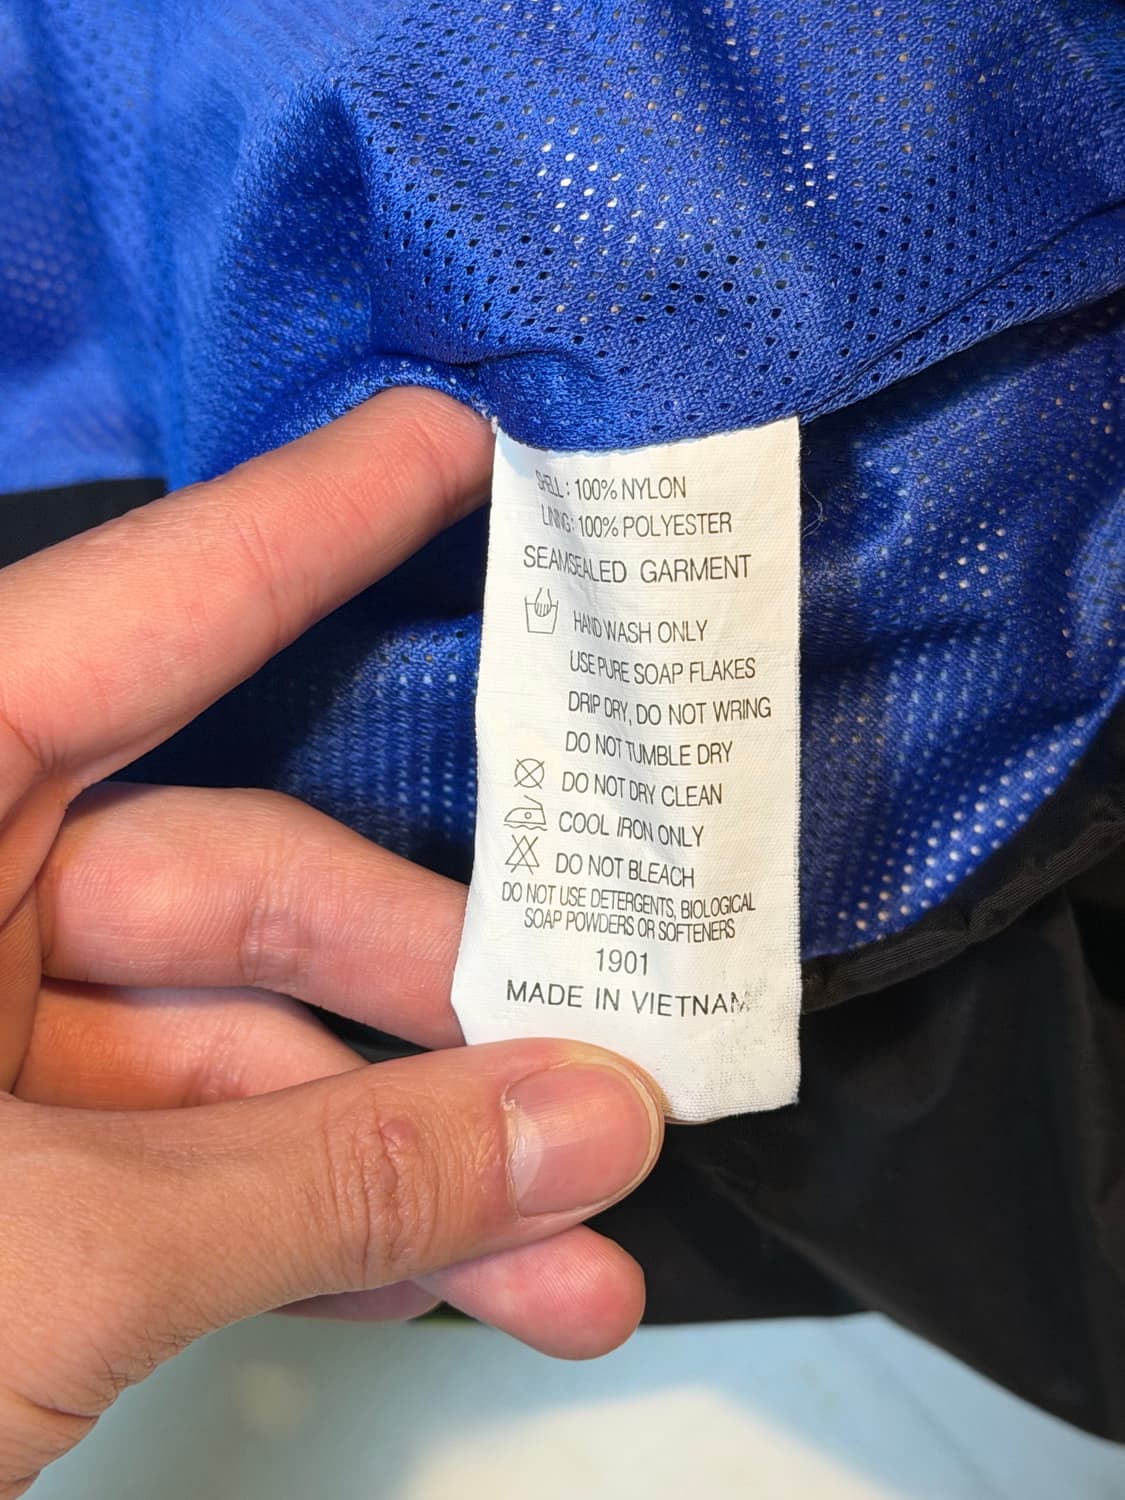 SHELL: 100% NYLON
LINING: 100% POLYESTER
SEAMSEALED GARMENT
HAND WASH ONLY
USE PURE SOAP FLAKES
DRIP DRY, DO NOT WRING
DO NOT TUMBLE DRY
DO NOT DRY CLEAN
COOL IRON ONLY
DO NOT BLEACH
DO NOT USE DETERGENTS, BIOLOGICAL
SOAP POWDERS OR SOFTENERS
1901
MADE IN VIETNAM